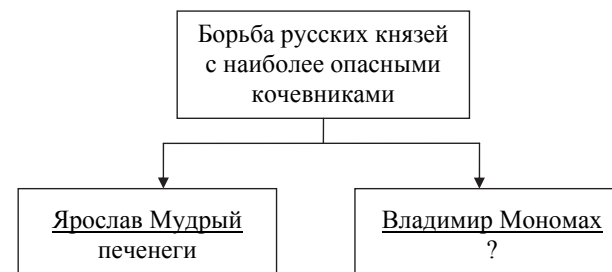 Борьба русских князей
с наиболее опасными
кочевниками
Ярослав Мудрый
печенеги
Владимир Мономах
?